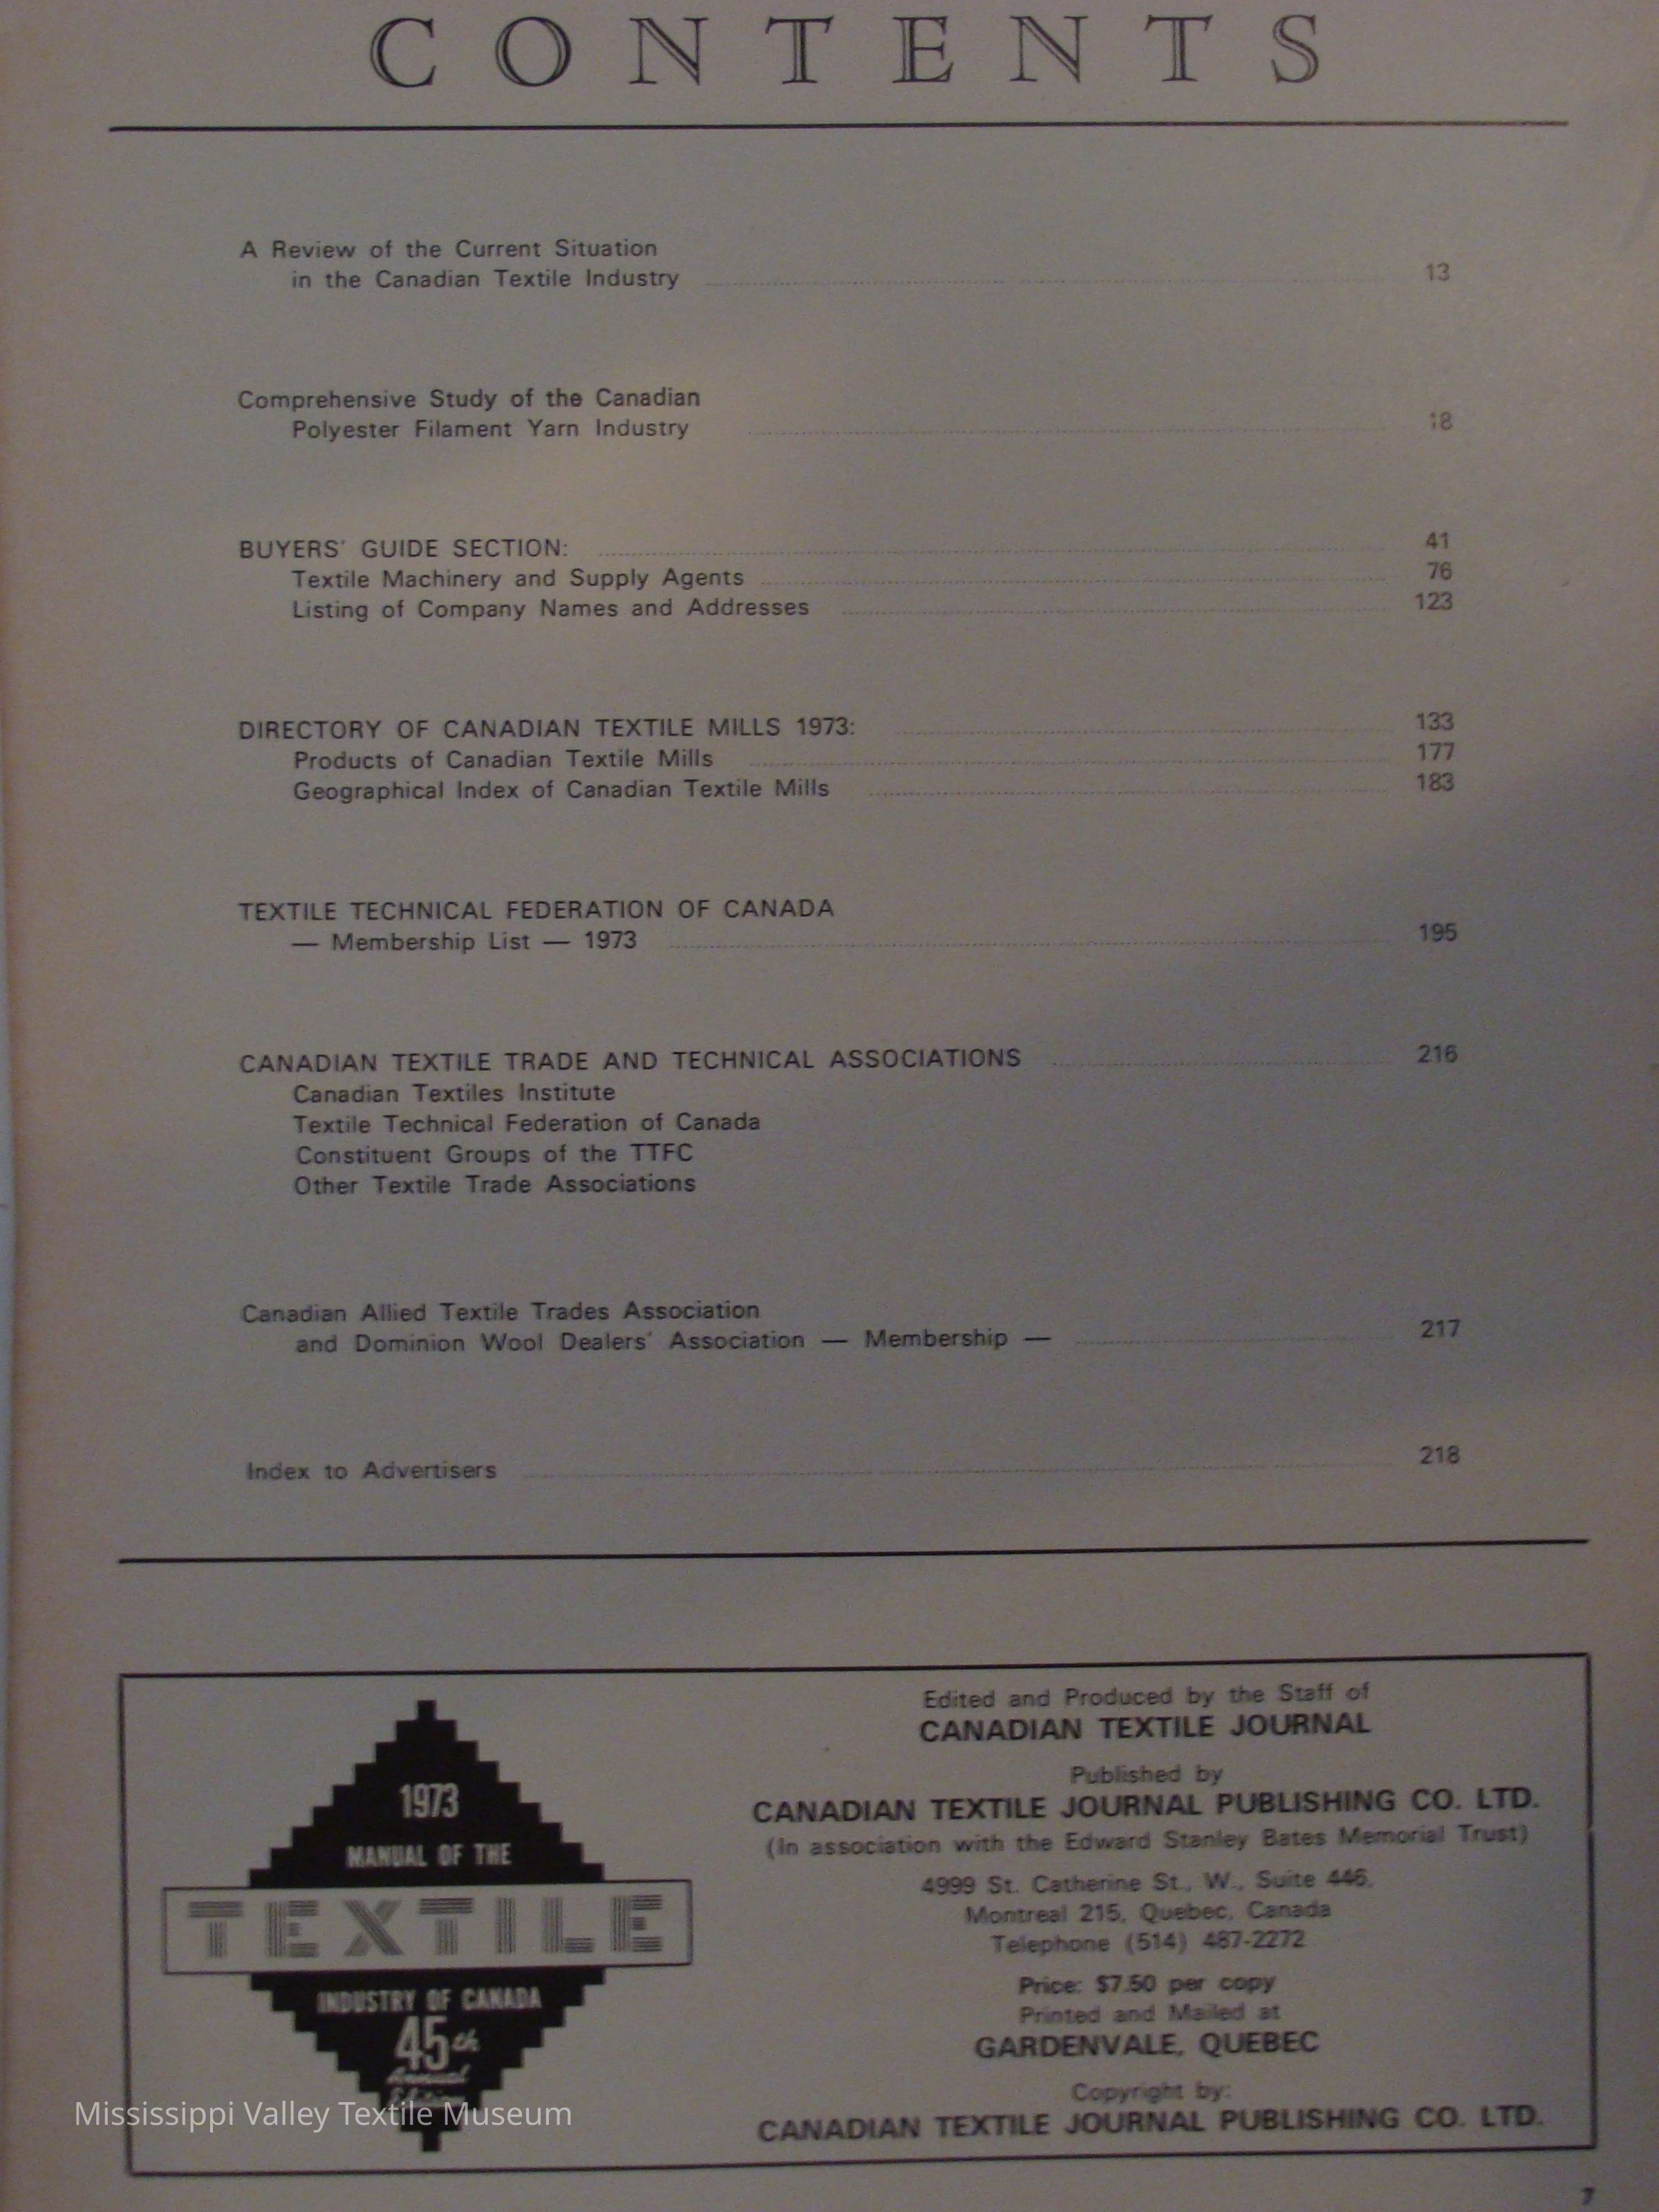 CONTENTS
A Review of the Current Situation
in the Canadian Textile Industry 13
Comprehensive Study of the Canadian
Polyester Filament Yarn Industry 18
BUYERS' GUIDE SECTION: 41
Textile Machinery and Supply Agents 76
Listing of Company Names and Addresses 123
DIRECTORY OF CANADIAN TEXTILE MILLS 1973: 133
Products of Canadian Textile Mills 177
Geographical Index of Canadian Textile Mills 183
TEXTILE TECHNICAL FEDERATION OF CANADA
— Membership List — 1973 195
CANADIAN TEXTILE TRADE AND TECHNICAL ASSOCIATIONS 216
Canadian Textiles Institute
Textile Technical Federation of Canada
Constituent Groups of the TTFC
Other Textile Trade Associations
Canadian Allied Textile Trades Association
and Dominion Wool Dealers' Association — Membership — 217
Index to Advertisers 218
1973
MANUAL OF THE
TEXTILE
INDUSTRY OF CANADA
45th
Annual
Edition
Edited and Produced by the Staff of
CANADIAN TEXTILE JOURNAL
Published by
CANADIAN TEXTILE JOURNAL PUBLISHING CO. LTD.
(In association with the Edward Stanley Bates Memorial Trust)
4999 St. Catherine St., W., Suite 446,
Montreal 215, Quebec, Canada
Telephone (514) 487-2272
Price: $7.50 per copy
Printed and Mailed at
GARDENVALE, QUEBEC
Copyright by:
CANADIAN TEXTILE JOURNAL PUBLISHING CO. LTD.
Mississippi Valley Textile Museum